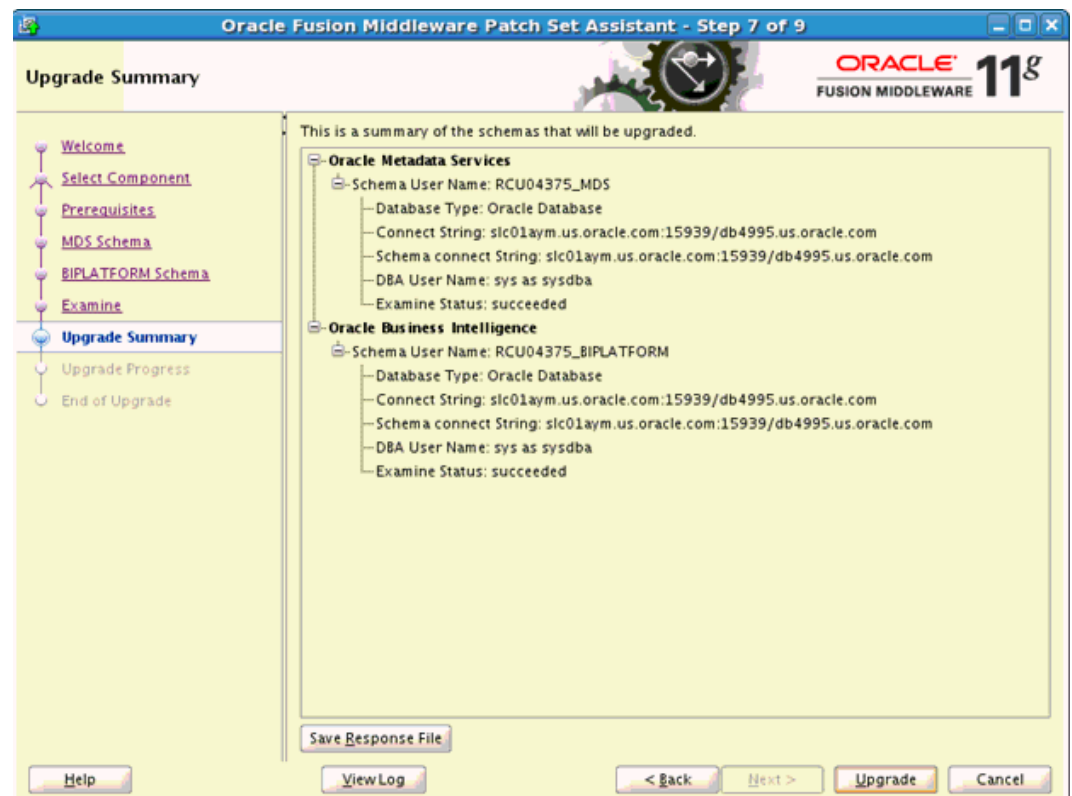 Oracle Fusion Middleware Patch Set Assistant - Step 7 of 9
Upgrade Summary
ORACLE
FUSION MIDDLEWARE
11g
Welcome
Select Component
Prerequisites
MDS Schema
BIPLATFORM Schema
Examine
Upgrade Summary
Upgrade Progress
End of Upgrade
This is a summary of the schemas that will be upgraded.
Oracle Metadata Services
Schema User Name: RCU04375_MDS
Database Type: Oracle Database
Connect String: slc01aym.us.oracle.com:15939/db4995.us.oracle.com
Schema connect String: slc01aym.us.oracle.com:15939/db4995.us.oracle.com
DBA User Name: sys as sysdba
Examine Status: succeeded
Oracle Business Intelligence
Schema User Name: RCU04375_BIPLATFORM
Database Type: Oracle Database
Connect String: slc01aym.us.oracle.com:15939/db4995.us.oracle.com
Schema connect String: slc01aym.us.oracle.com:15939/db4995.us.oracle.com
DBA User Name: sys as sysdba
Examine Status: succeeded
Save Response File
Help
View Log
< Back
Next >
Upgrade
Cancel